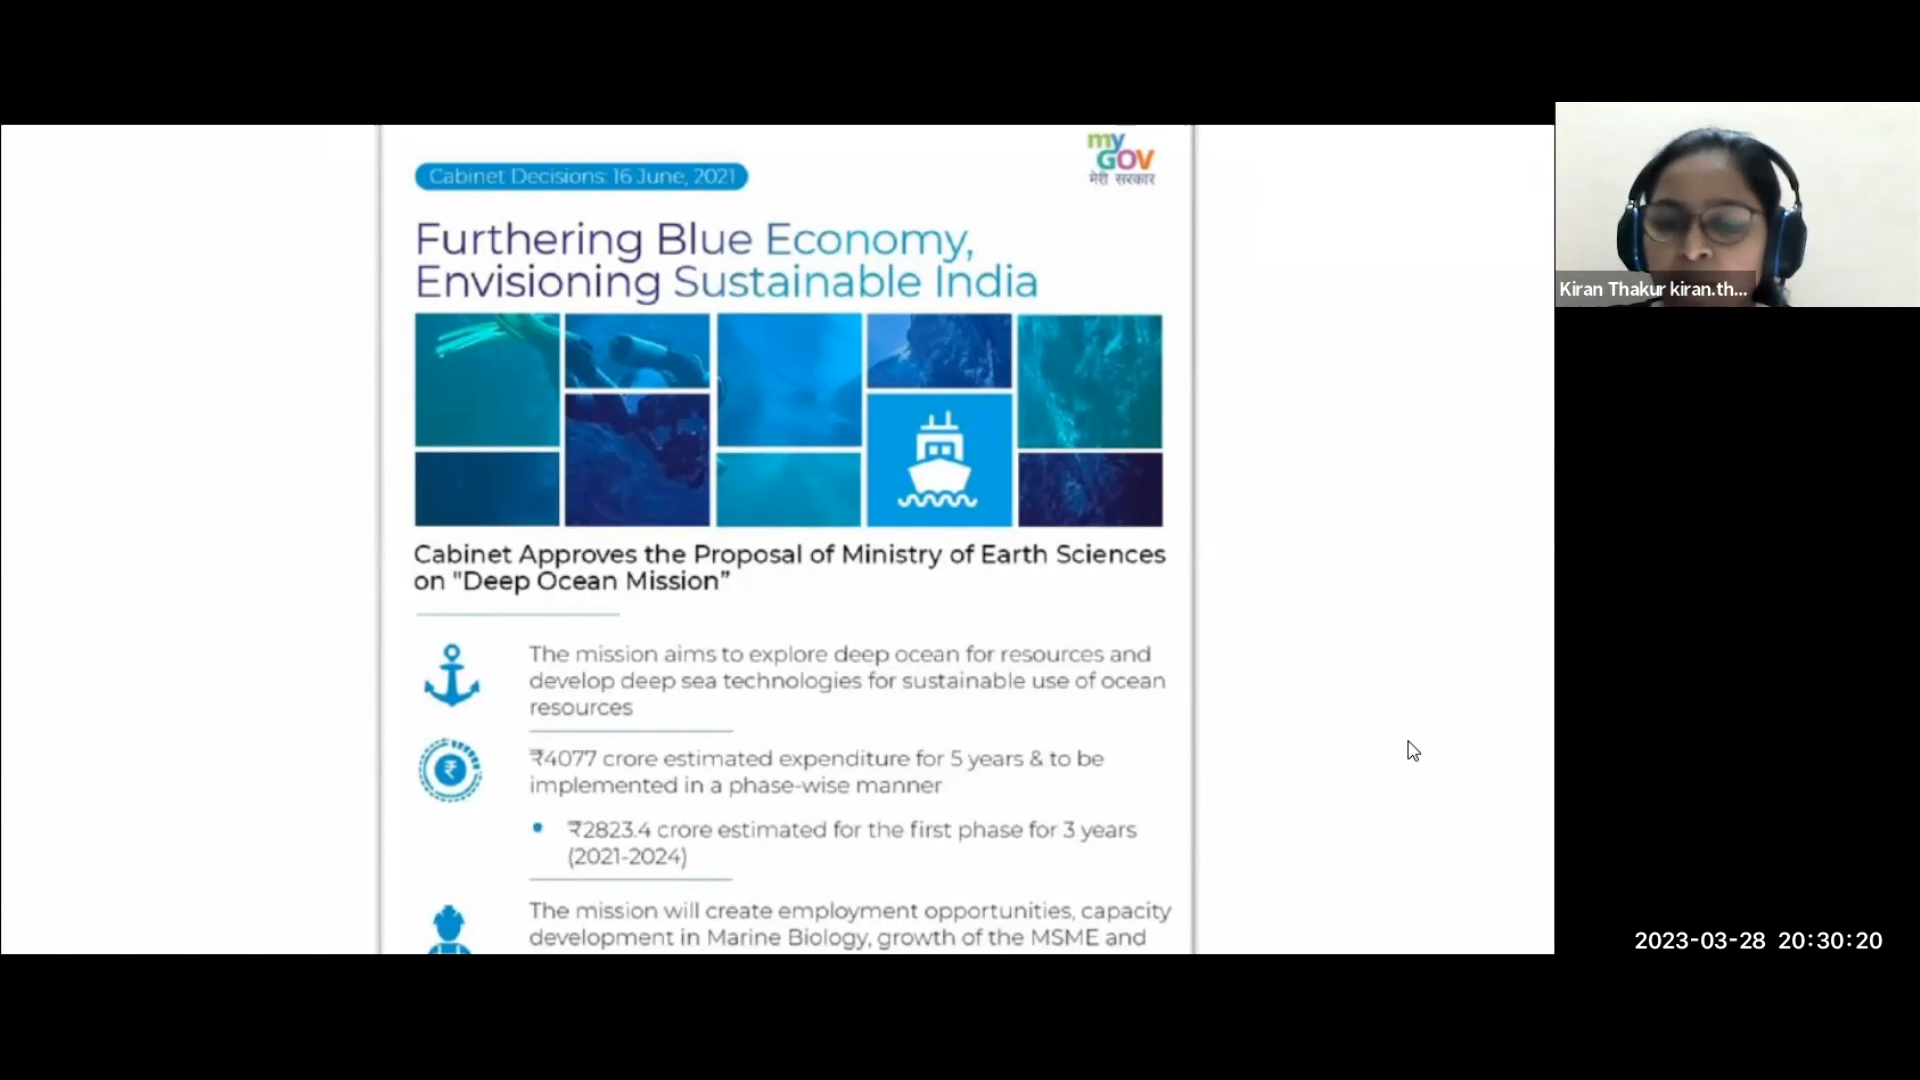 my
GOV
मेरी सरकार
Cabinet Decisions: 16 June, 2021
Furthering Blue Economy,
Envisioning Sustainable India
Cabinet Approves the Proposal of Ministry of Earth Sciences
on "Deep Ocean Mission”
The mission aims to explore deep ocean for resources and
develop deep sea technologies for sustainable use of ocean
resources
₹
₹4077 crore estimated expenditure for 5 years & to be
implemented in a phase-wise manner
• ₹2823.4 crore estimated for the first phase for 3 years
(2021-2024)
The mission will create employment opportunities, capacity
development in Marine Biology, growth of the MSME and
Kiran Thakur kiran.th...
2023-03-28 20:30:20